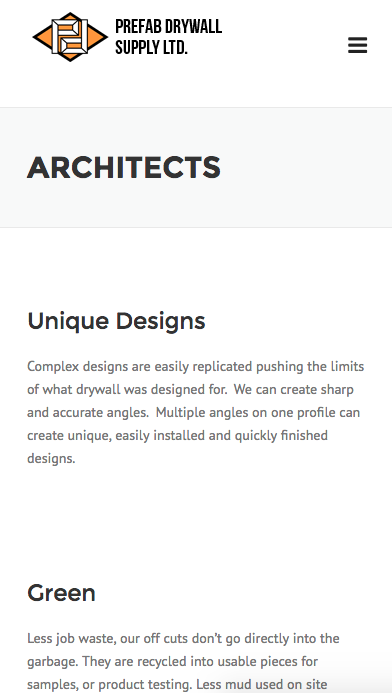 PREFAB DRYWALL
SUPPLY LTD.
ARCHITECTS
Unique Designs
Complex designs are easily replicated pushing the limits
of what drywall was designed for.  We can create sharp
and accurate angles.  Multiple angles on one profile can
create unique, easily installed and quickly finished
designs.
Green
Less job waste, our off cuts don’t go directly into the
garbage. They are recycled into usable pieces for
samples, or product testing. Less mud used on site